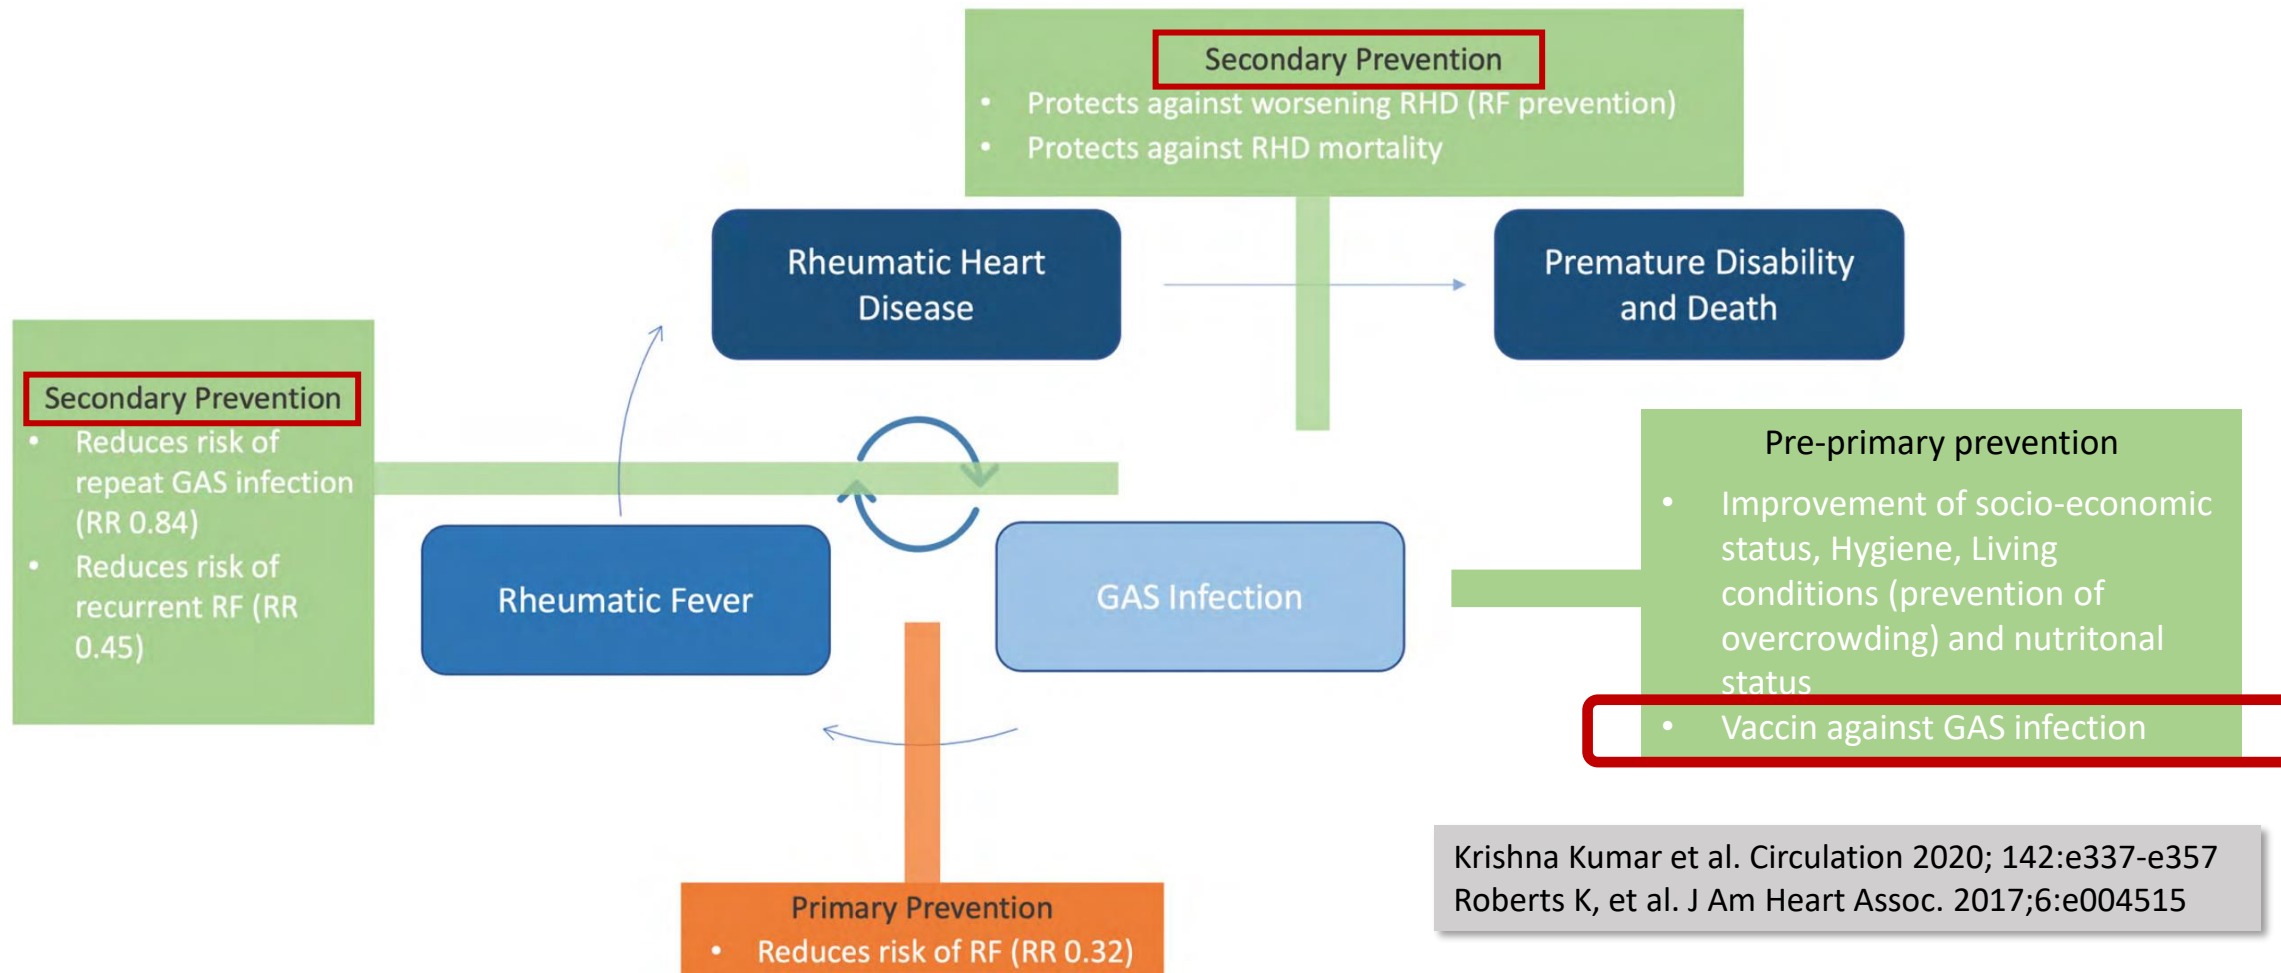 Secondary Prevention
• Protects against worsening RHD (RF prevention)
• Protects against RHD mortality
Rheumatic Heart
Disease
Premature Disability
and Death
Secondary Prevention
• Reduces risk of
repeat GAS infection
(RR 0.84)
• Reduces risk of
recurrent RF (RR
0.45)
Rheumatic Fever
GAS Infection
Pre-primary prevention
• Improvement of socio-economic
status, Hygiene, Living
conditions (prevention of
overcrowding) and nutritonal
status
• Vaccin against GAS infection
Primary Prevention
• Reduces risk of RF (RR 0.32)
Krishna Kumar et al. Circulation 2020; 142:e337-e357
Roberts K, et al. J Am Heart Assoc. 2017;6:e004515